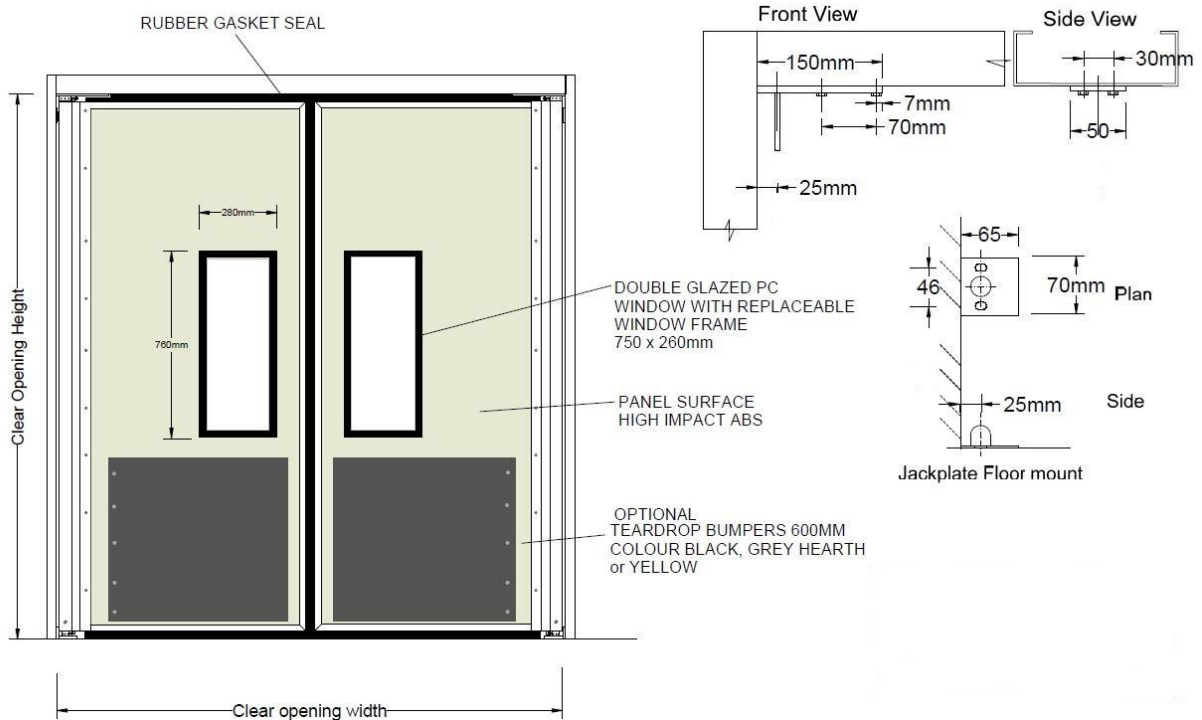 RUBBER GASKET SEAL
Front View
Side View
150mm
30mm
7mm
70mm
50
25mm
280mm
760mm
Clear Opening Height
DOUBLE GLAZED PC
WINDOW WITH REPLACEABLE
WINDOW FRAME
750 x 260mm
65
46
70mm
Plan
PANEL SURFACE
HIGH IMPACT ABS
25mm
Side
Jackplate Floor mount
OPTIONAL
TEARDROP BUMPERS 600MM
COLOUR BLACK, GREY HEARTH
or YELLOW
Clear opening width